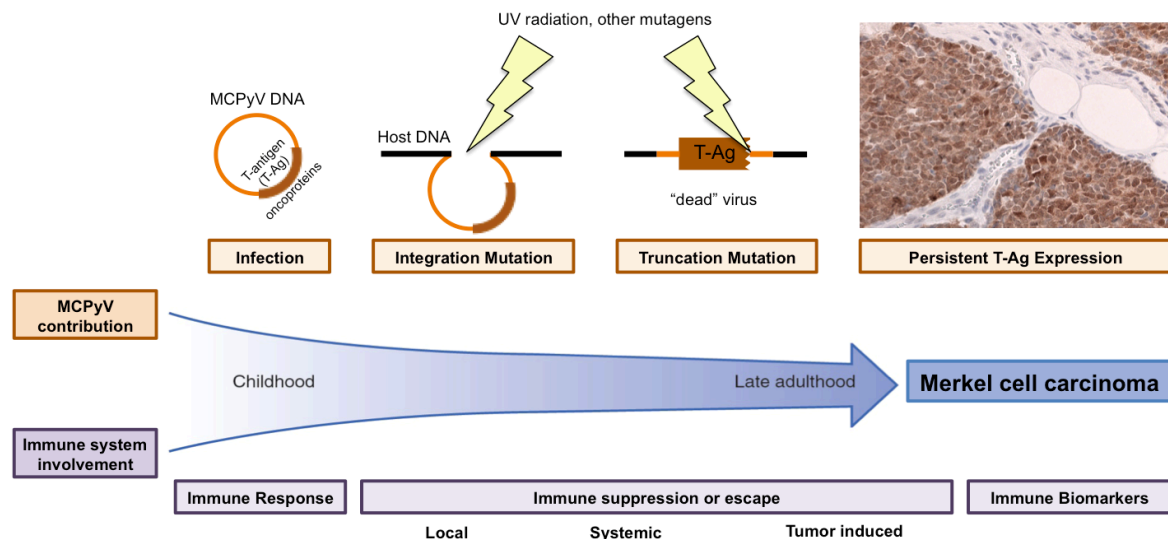 UV radiation, other mutagens
MCPyV DNA
T-antigen
(T-Ag)
oncoproteins
Host DNA
T-Ag
“dead” virus
Infection
Integration Mutation
Truncation Mutation
Persistent T-Ag Expression
MCPyV
contribution
Childhood
Late adulthood
Merkel cell carcinoma
Immune system
involvement
Immune Response
Immune suppression or escape
Immune Biomarkers
Local
Systemic
Tumor induced